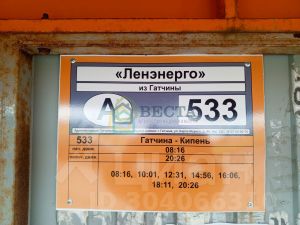 «Ленэнерго»
из Гатчины
А 533
ВЕСТА
533 Гатчина - Кипень
08:16
20:26
08:16, 10:01, 12:31, 14:56, 16:06,
18:11, 20:26